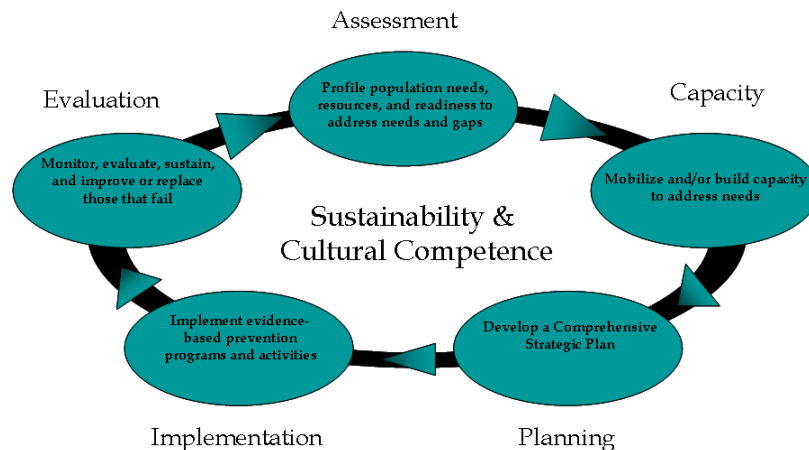 Assessment
Profile population needs,
resources, and readiness to
address needs and gaps
Capacity
Mobilize and/or build capacity
to address needs
Planning
Develop a Comprehensive
Strategic Plan
Implementation
Implement evidence-
based prevention
programs and activities
Evaluation
Monitor, evaluate, sustain,
and improve or replace
those that fail
Sustainability &
Cultural Competence